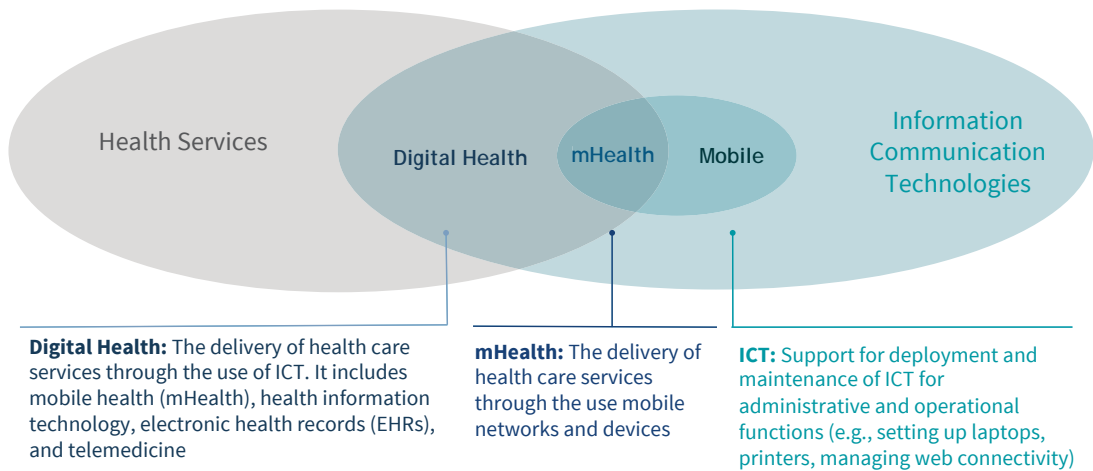 Health Services
Digital Health
mHealth
Mobile
Information
Communication
Technologies
Digital Health: The delivery of health care
services through the use of ICT. It includes
mobile health (mHealth), health information
technology, electronic health records (EHRs),
and telemedicine
mHealth: The delivery of
health care services
through the use mobile
networks and devices
ICT: Support for deployment and
maintenance of ICT for
administrative and operational
functions (e.g., setting up laptops,
printers, managing web connectivity)